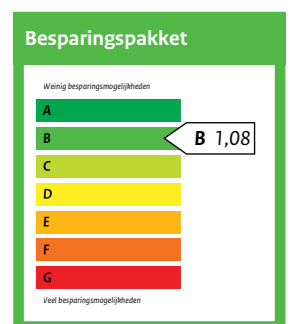 Besparingspakket
Weinig besparingsmogelijkheden
A
B
B 1,08
C
D
E
F
G
Veel besparingsmogelijkheden